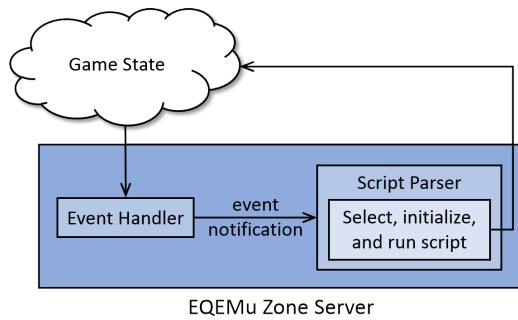 Game State
Event Handler
event
notification
Script Parser
Select, initialize,
and run script
EQEMu Zone Server